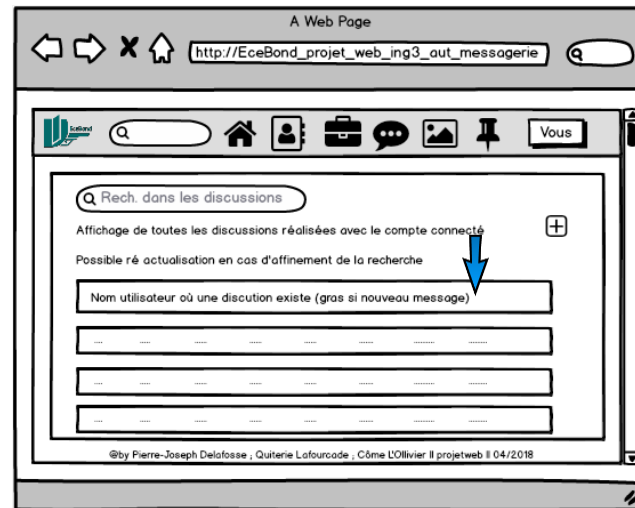 A Web Page
http://EceBond_projet_web_ing3_aut_messagerie
EceBond
Vous
Rech. dans les discussions
Affichage de toutes les discussions réalisées avec le compte connecté
Possible ré actualisation en cas d'affinement de la recherche
Nom utilisateur où une discution existe (gras si nouveau message)
.... ...... ....... ....... ...... ....... .......... .........
.... ...... ....... ....... ...... ....... .......... .........
.... ...... ....... ....... ...... ....... .......... .........
@by Pierre-Joseph Delafosse ; Quiterie Lafourcade ; Côme L'Ollivier II projetweb II 04/2018